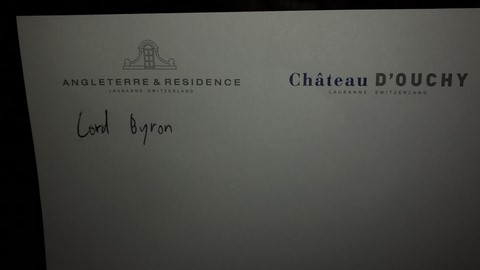 ANGLETERRE & RESIDENCE
LAUSANNE SWITZERLAND
Château D'OUCHY
LAUSANNE SWITZERLAND
Lord Byron